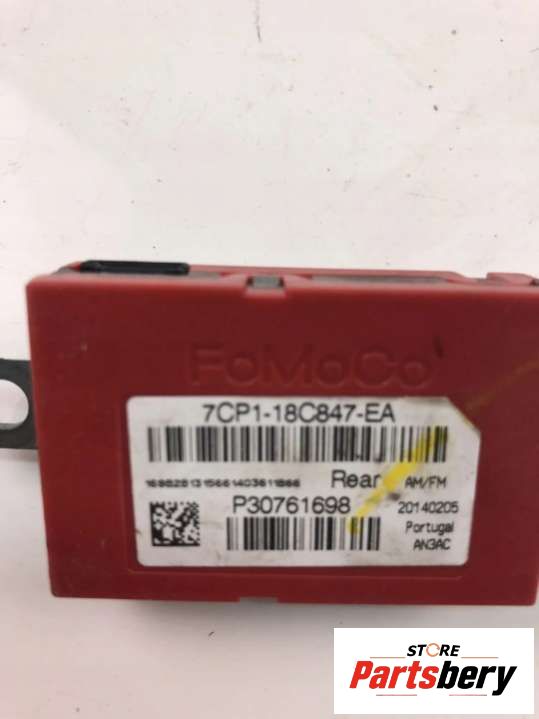 FoMoCo
7CP1-18C847-EA
Rear AM/FM
P30761698 20140205
Portugal
AN3AC
STORE
Partsbery